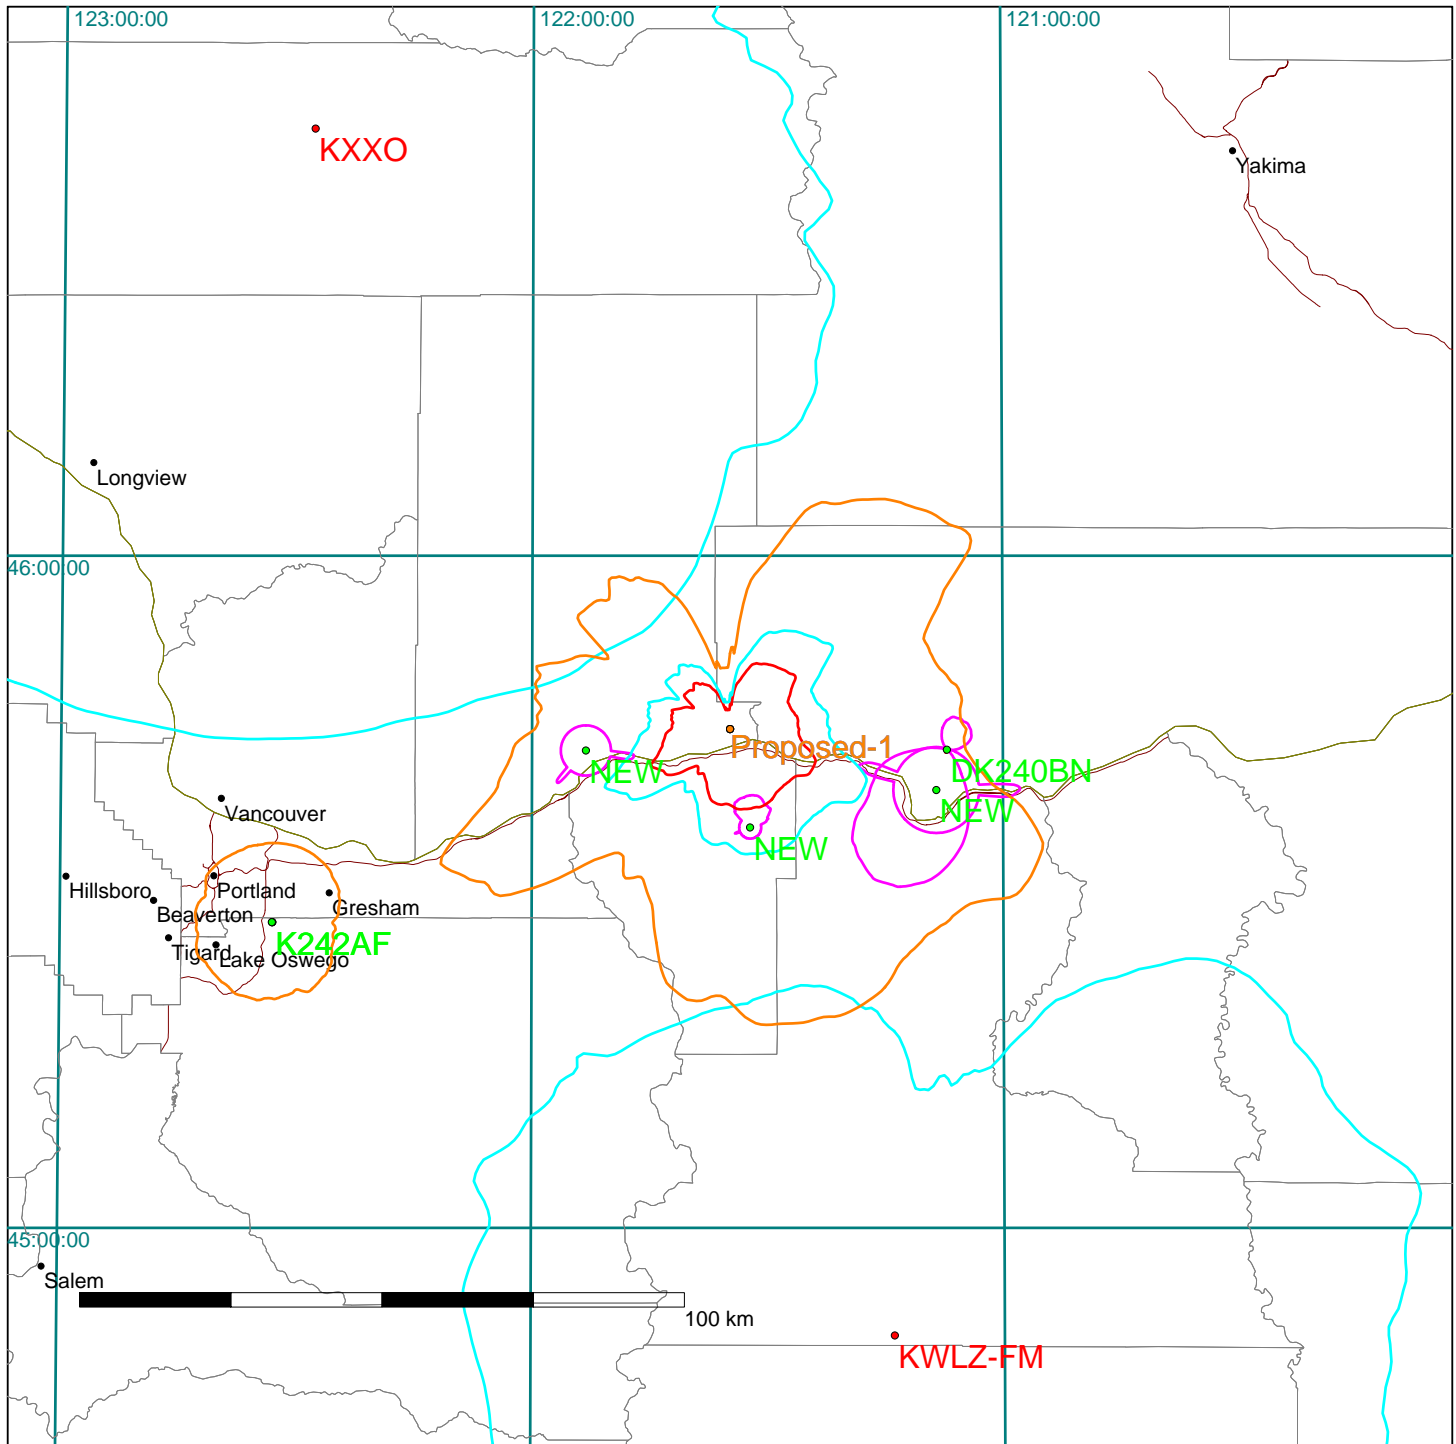 123:00:00
122:00:00
121:00:00
KXXO
Yakima
Longview
46:00:00
Proposed-1
NEW
DK240BN
NEW
Vancouver
NEW
Hillsboro
Portland
Gresham
Beaverton
Tigard
K242AF
Lake Oswego
45:00:00
Salem
100 km
KWLZ-FM